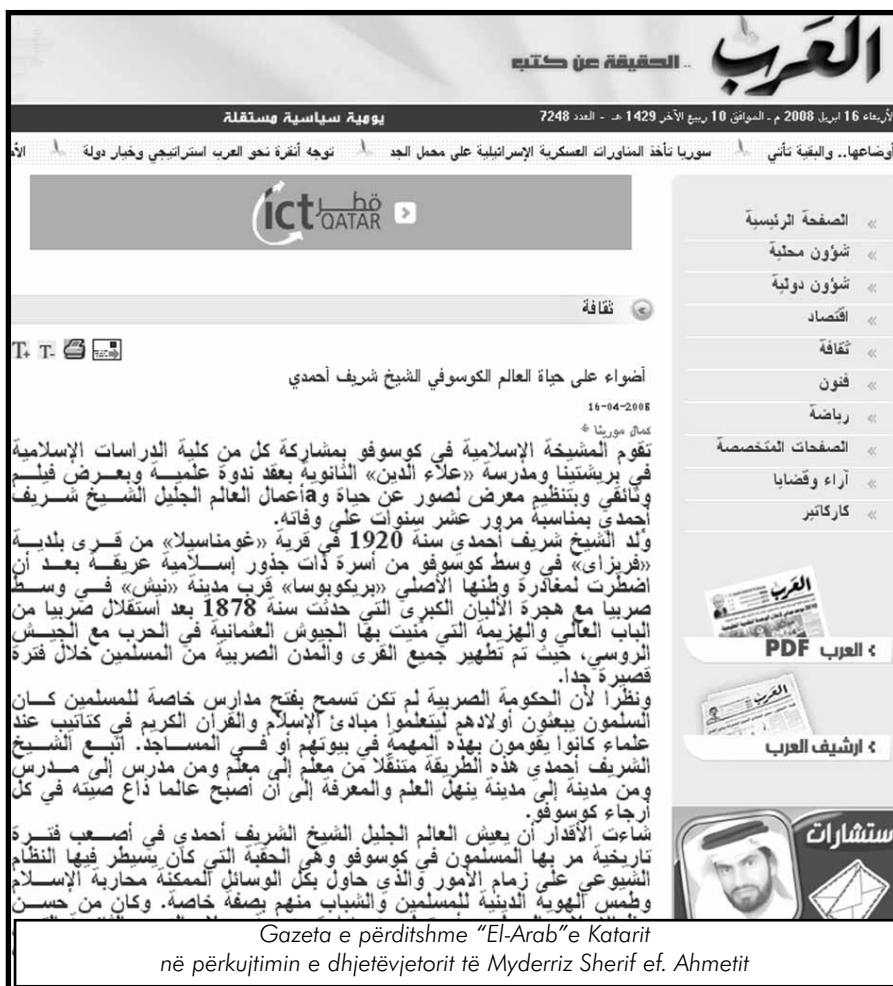 العَرَبُ
.. الحقيقة عن كتب
الأربعاء 16 ابريل 2008 م - الموافق 10 ربيع الآخر 1429 هـ - العدد 7248
يومية سياسية مستقلة
أوضاعها.. والبقية تأتي سوريا تأخذ المناورات العسكرية الإسرائيلية على محمل الجد توجه أنقرة نحو العرب استراتيجي وخيار دولة
الصفحة الرئيسية
شؤون محلية
شؤون دولية
اقتصاد
ثقافة
فنون
رياضة
الصفحات المتخصصة
آراء وقضايا
كاركاتير
العرب
العرب PDF
العرب
ارشيف العرب
ستشارات
ict قطر QATAR
ثقافة
T+ T-
أضواء على حياة العالم الكوسوفي الشيخ شريف أحمدي
16-04-2008
كمال مورينا *
تقوم المشيخة الإسلامية في كوسوفو بمشاركة كل من كلية الدراسات الإسلامية
في بريشتينا ومدرسة «علاء الدين» الثانوية بعقد ندوة علمية وبعرض فيلم
وثائقي وبتنظيم معرض لصور عن حياة وaأعمال العالم الجليل الشيخ شريف
أحمدي بمناسبة مرور عشر سنوات على وفاته.
ولد الشيخ شريف أحمدي سنة 1920 في قرية «غومناسيلا» من قرى بلدية
«فريزاي» في وسط كوسوفو من أسرة ذات جذور إسلامية عريقة بعد أن
اضطرت لمغادرة وطنها الأصلي «بريكوبوسا» قرب مدينة «نيش» في وسط
صربيا مع هجرة الألبان الكبرى التي حدثت سنة 1878 بعد استقلال صربيا من
الباب العالي والهزيمة التي مُنيت بها الجيوش العثمانية في الحرب مع الجيش
الروسي، حيث تم تطهير جميع القرى والمدن الصربية من المسلمين خلال فترة
قصيرة جدا.
ونظرا لأن الحكومة الصربية لم تكن تسمح بفتح مدارس خاصة للمسلمين كان
السلمون يبعثون أولادهم ليتعلموا مبادئ الإسلام والقرآن الكريم في كتاتيب عند
علماء كانوا يقومون بهذه المهمة في بيوتهم أو في المساجد. اتبع الشيخ
الشريف أحمدي هذه الطريقة متنقلا من معلم إلى معلم ومن مدرس إلى مدرس
ومن مدينة إلى مدينة ينهل العلم والمعرفة إلى أن أصبح عالما ذاع صيته في كل
أرجاء كوسوفو.
شاءت الأقدار أن يعيش العالم الجليل الشيخ الشريف أحمدي في أصعب فترة
تاريخية مر بها المسلمون في كوسوفو وهي الحقبة التي كان يسيطر فيها النظام
الشيوعي على زمام الأمور والذي حاول بكل الوسائل الممكنة محاربة الإسلام
وطمس الهوية الدينية للمسلمين والشباب منهم بصفة خاصة. وكان من حسن
Gazeta e përditshme “El-Arab”e Katarit
në përkujtimin e dhjetëvjetorit të Myderriz Sherif ef. Ahmetit